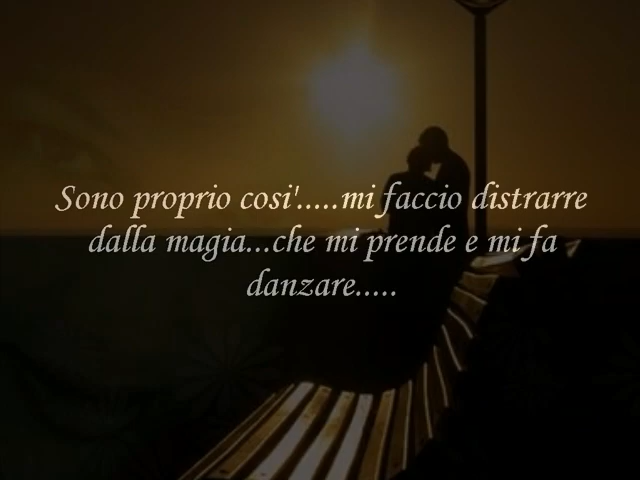 Sono proprio cosi'.....mi faccio distrarre
dalla magia...che mi prende e mi fa
danzare.....